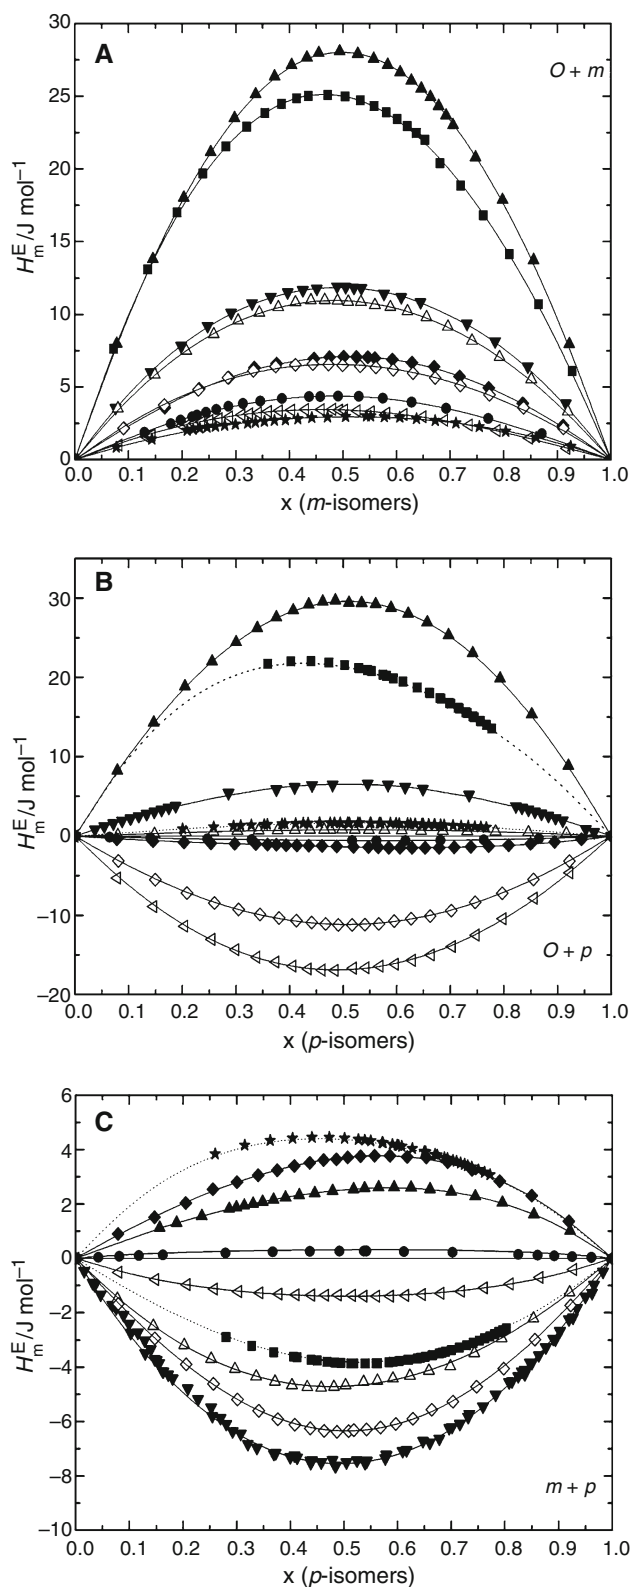 A
O + m
30
25
20
15
10
5
0
H_m^E/J mol⁻¹
0.0 0.1 0.2 0.3 0.4 0.5 0.6 0.7 0.8 0.9 1.0
x (m-isomers)
B
O + p
30
20
10
0
−10
−20
H_m^E/J mol⁻¹
0.0 0.1 0.2 0.3 0.4 0.5 0.6 0.7 0.8 0.9 1.0
x (p-isomers)
C
m + p
6
4
2
0
−2
−4
−6
−8
−10
H_m^E/J mol⁻¹
0.0 0.1 0.2 0.3 0.4 0.5 0.6 0.7 0.8 0.9 1.0
x (p-isomers)